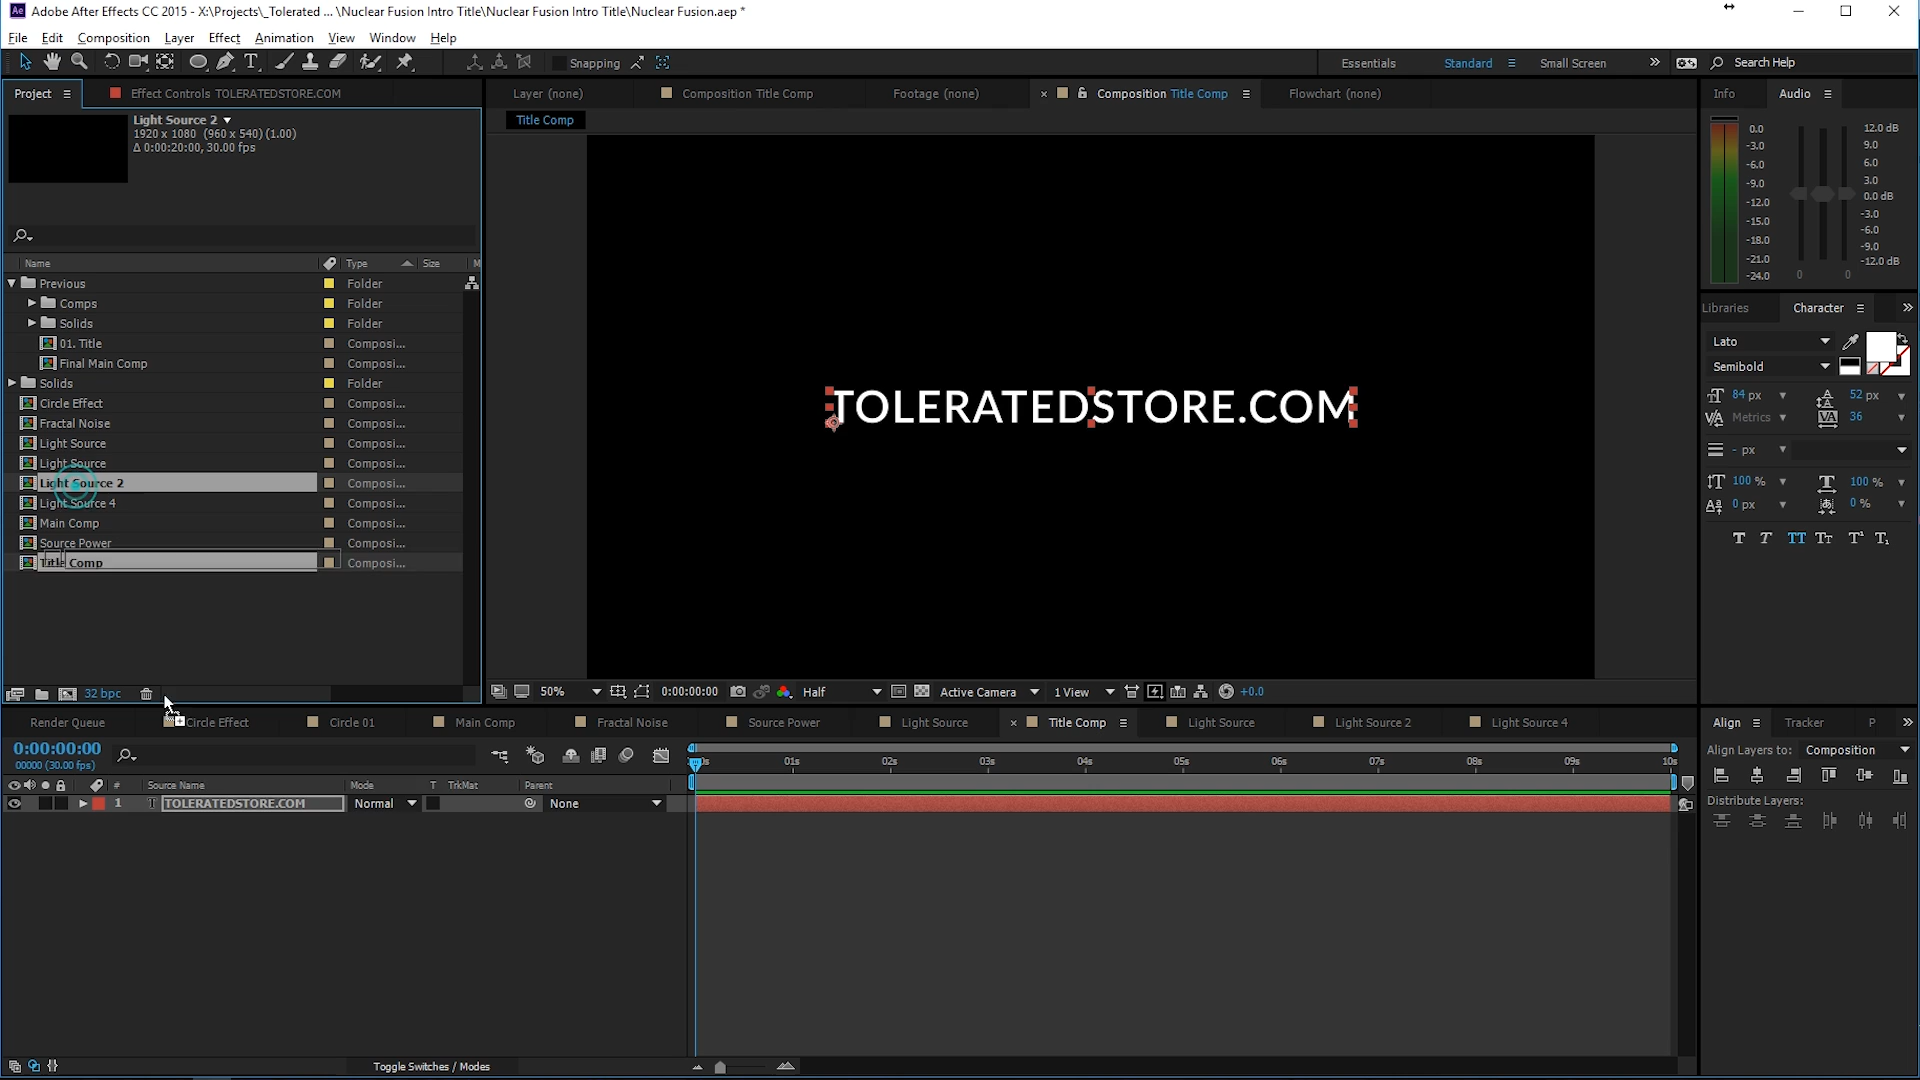 Adobe After Effects CC 2015 - X:\Projects\_Tolerated ... \Nuclear Fusion Intro Title\Nuclear Fusion Intro Title\Nuclear Fusion.aep *
File Edit Composition Layer Effect Animation View Window Help
Snapping Essentials Standard Small Screen Search Help
Project Effect Controls TOLERATEDSTORE.COM Layer (none) Composition Title Comp Footage (none) Composition Title Comp Flowchart (none) Info Audio
Title Comp
Light Source 2
1920 x 1080 (960 x 540) (1.00)
Δ 0:00:20:00, 30.00 fps
0.0
-3.0
-6.0
-9.0
-12.0
-15.0
-18.0
-21.0
-24.0
12.0 dB
9.0
6.0
3.0
0.0 dB
-3.0
-6.0
-9.0
-12.0 dB
0 0
Name Type Size M
Previous Folder
Comps Folder
Solids Folder
01. Title Composi...
Final Main Comp Composi...
Solids Folder
Circle Effect Composi...
Fractal Noise Composi...
Light Source Composi...
Light Source Composi...
Light Source 2 Composi...
Light Source 4 Composi...
Main Comp Composi...
Source Power Composi...
Title Comp Composi...
TOLERATEDSTORE.COM
Libraries Character
Lato
Semibold
84 px 52 px
Metrics 36
- px
100 % 100 %
0 px 0 %
32 bpc
50% 0:00:00:00 Half Active Camera 1 View +0.0
Render Queue Circle Effect Circle 01 Main Comp Fractal Noise Source Power Light Source Title Comp Light Source Light Source 2 Light Source 4
Align Tracker P
0:00:00:00
00000 (30.00 fps)
Align Layers to: Composition
01s 02s 03s 04s 05s 06s 07s 08s 09s 10s
# Source Name Mode T TrkMat Parent
1 TOLERATEDSTORE.COM Normal None
Distribute Layers:
Toggle Switches / Modes